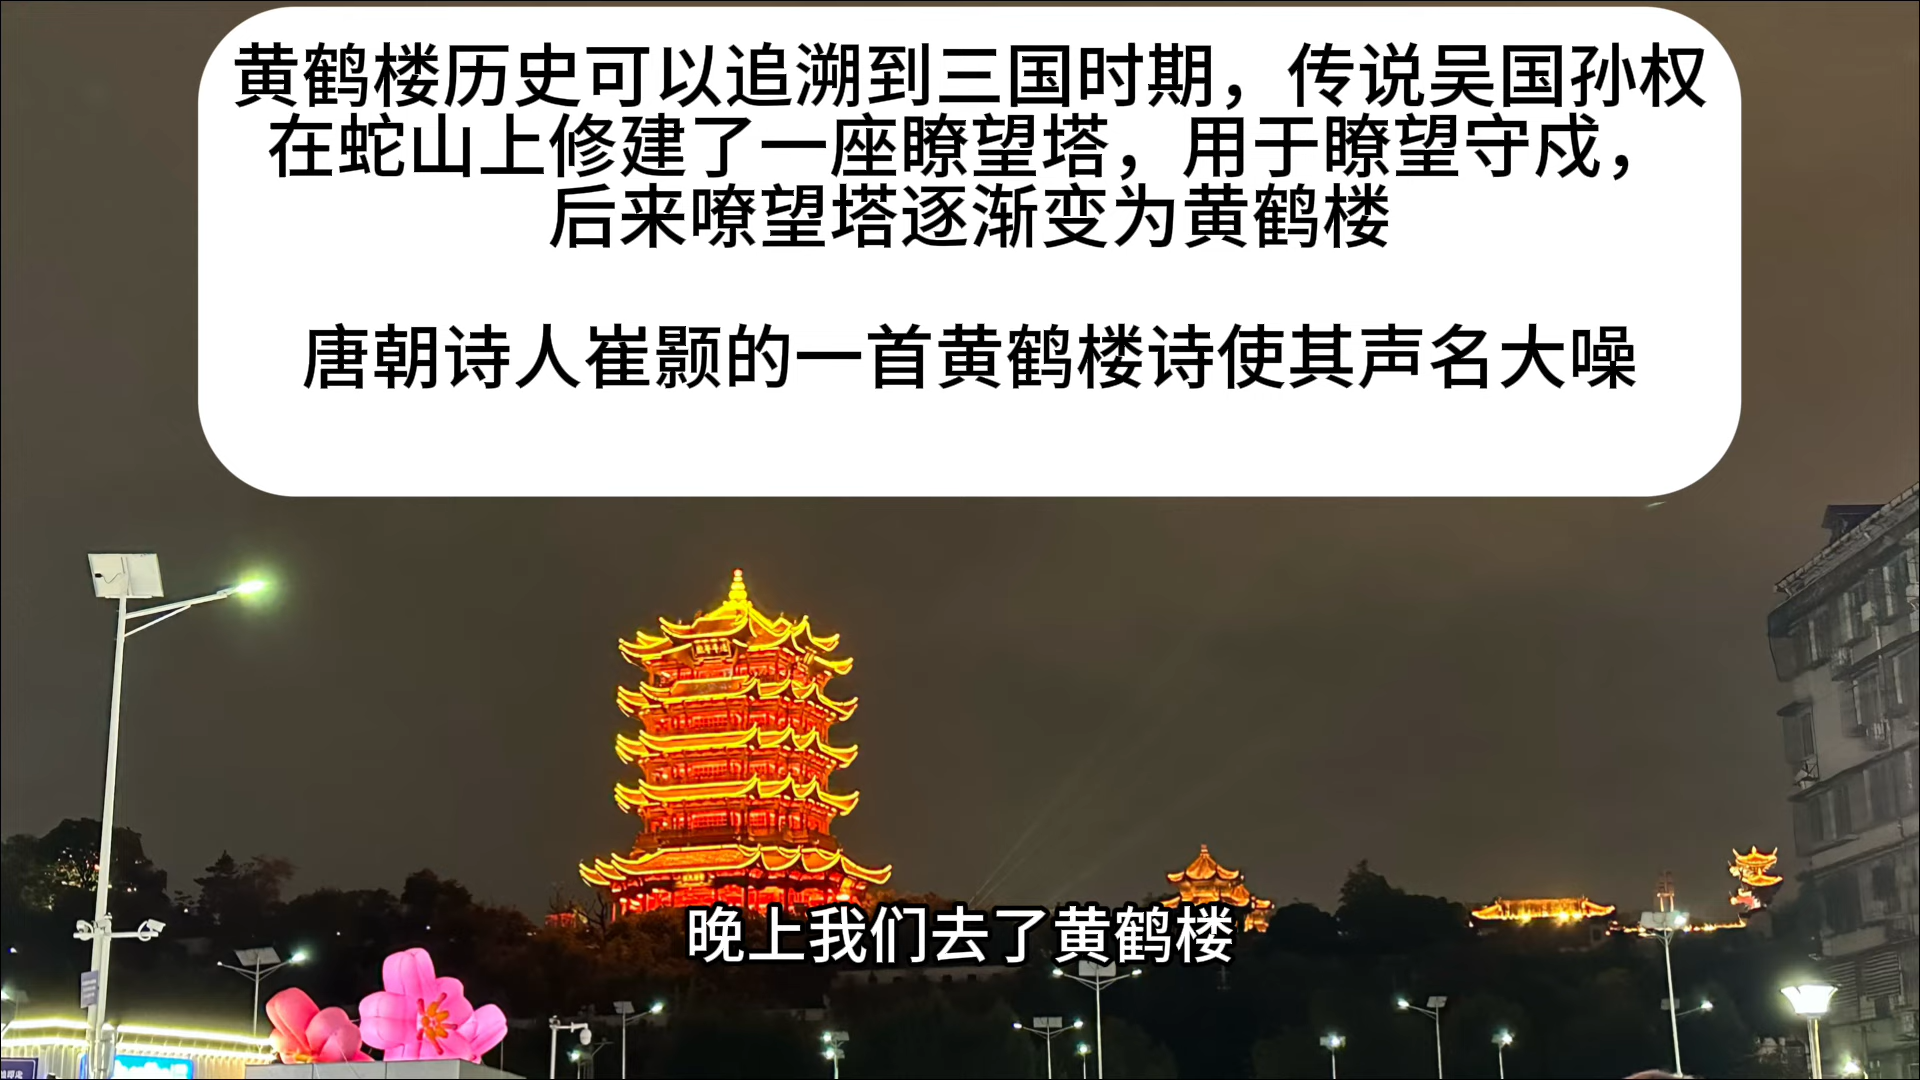 黄鹤楼历史可以追溯到三国时期，传说吴国孙权
在蛇山上修建了一座瞭望塔，用于瞭望守戍，
后来嘹望塔逐渐变为黄鹤楼
唐朝诗人崔颢的一首黄鹤楼诗使其声名大噪
晚上我们去了黄鹤楼